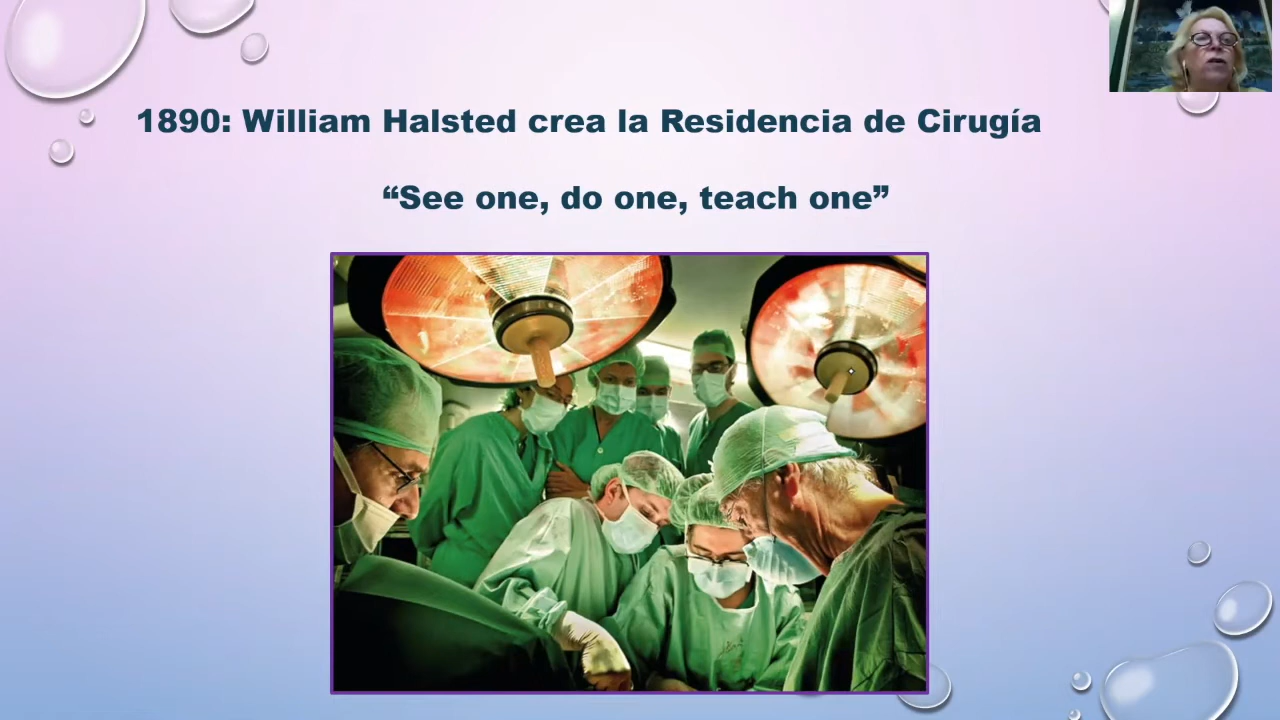 1890: William Halsted crea la Residencia de Cirugía
“See one, do one, teach one”